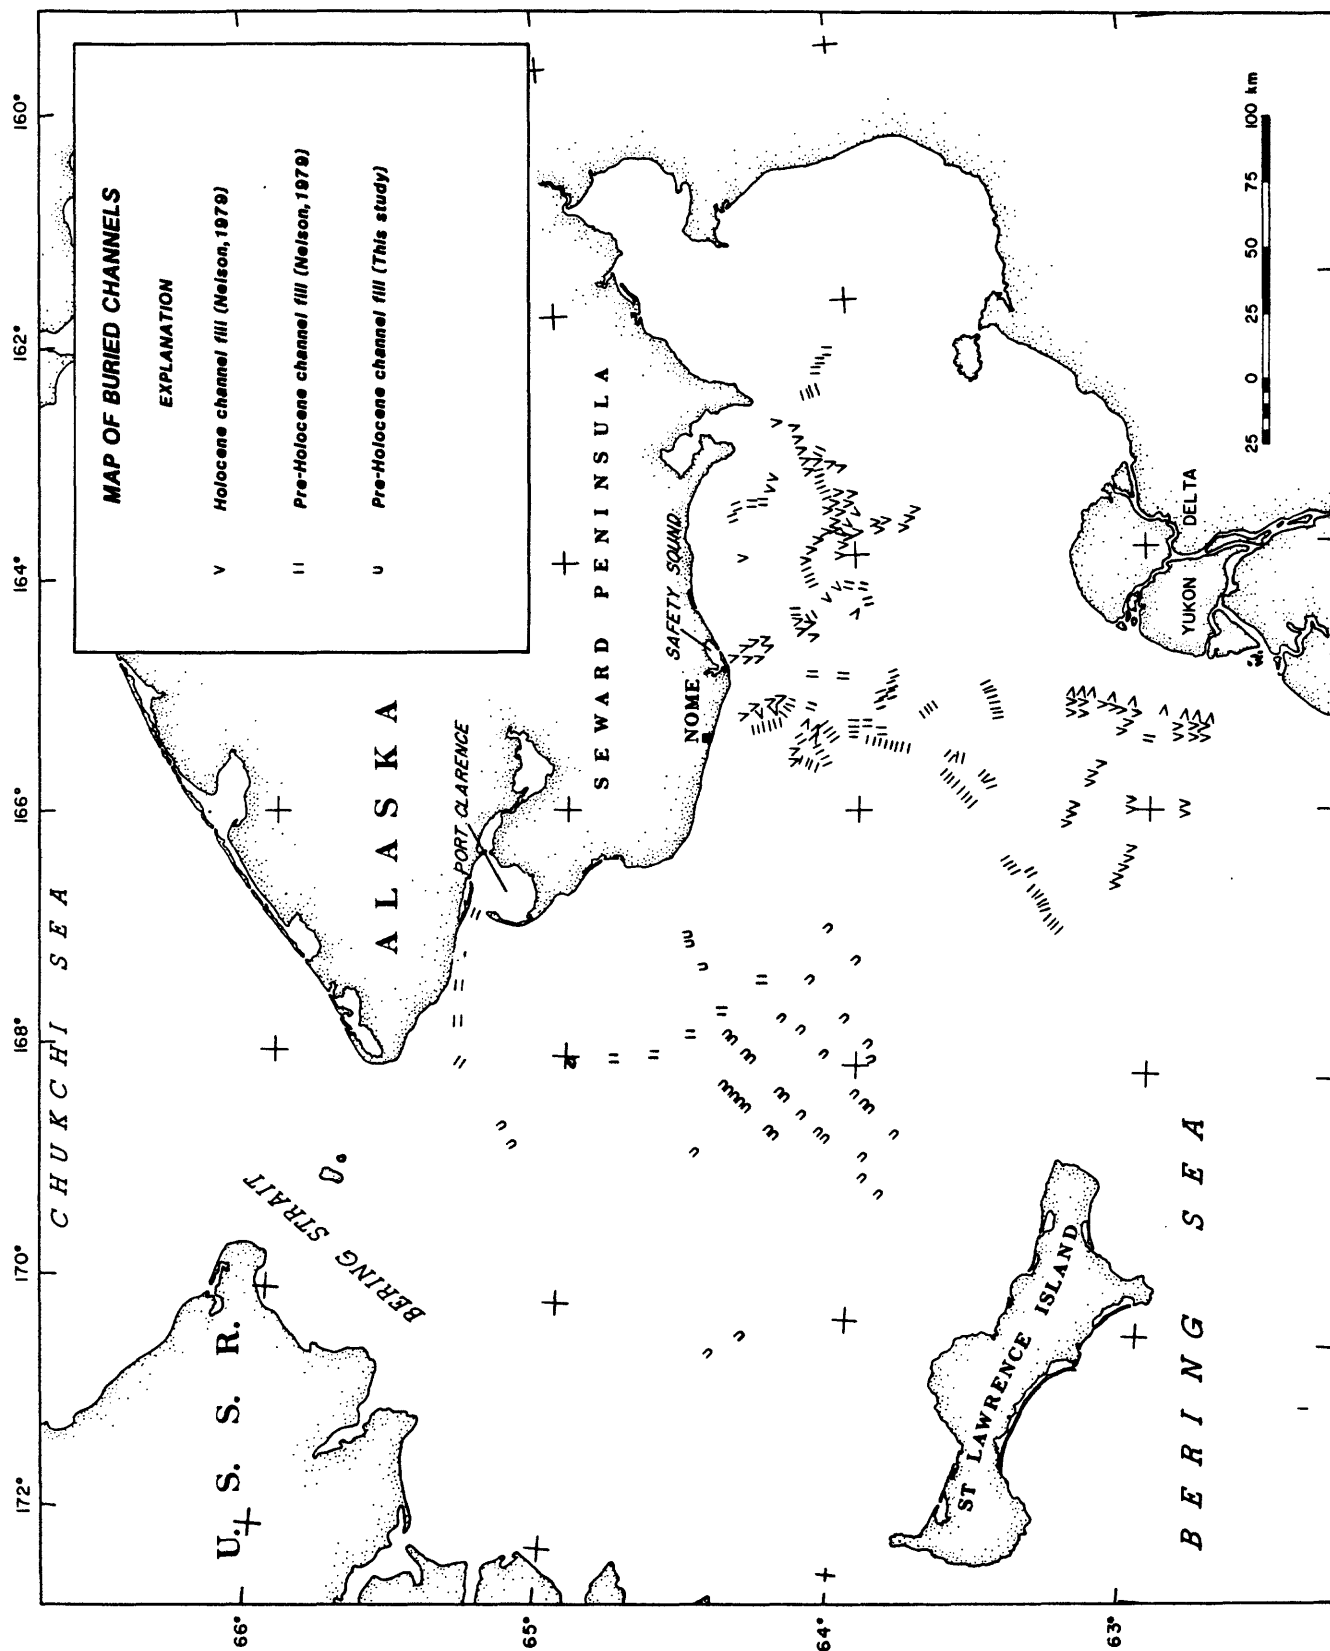 MAP OF BURIED CHANNELS
EXPLANATION
v Holocene channel fill (Nelson, 1979)
= Pre-Holocene channel fill (Nelson, 1979)
u Pre-Holocene channel fill (This study)
172°
170°
168°
166°
164°
162°
160°
66°
65°
64°
63°
CHUKCHI SEA
U. S. S. R.
BERING STRAIT
ALASKA
PORT CLARENCE
SEWARD PENINSULA
NOME
SAFETY SOUND
ST LAWRENCE ISLAND
BERING SEA
YUKON DELTA
25 0 25 50 75 100 km